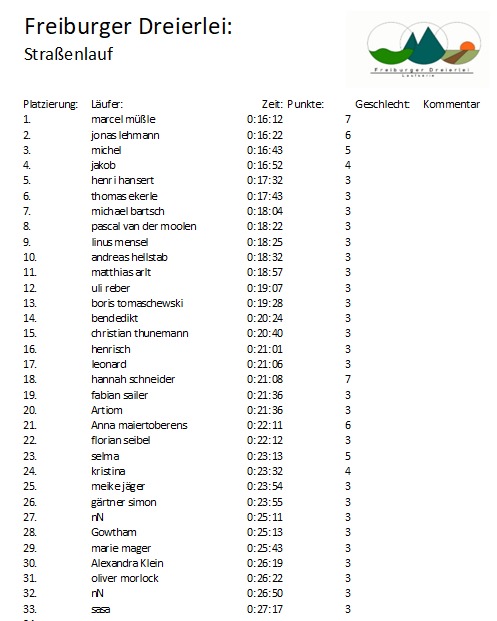 Freiburger Dreierlei:
Straßenlauf
Freiburger Dreierlei
Laufserie
Platzierung: Läufer: Zeit: Punkte: Geschlecht: Kommentar
1. marcel müßle 0:16:12 7
2. jonas lehmann 0:16:22 6
3. michel 0:16:43 5
4. jakob 0:16:52 4
5. henri hansert 0:17:32 3
6. thomas ekerle 0:17:43 3
7. michael bartsch 0:18:04 3
8. pascal van der moolen 0:18:22 3
9. linus mensel 0:18:25 3
10. andreas hellstab 0:18:32 3
11. matthias arlt 0:18:57 3
12. uli reber 0:19:07 3
13. boris tomaschewski 0:19:28 3
14. bendedikt 0:20:24 3
15. christian thunemann 0:20:40 3
16. henrisch 0:21:01 3
17. leonard 0:21:06 3
18. hannah schneider 0:21:08 7
19. fabian sailer 0:21:36 3
20. Artiom 0:21:36 3
21. Anna maiertoberens 0:22:11 6
22. florian seibel 0:22:12 3
23. selma 0:23:13 5
24. kristina 0:23:32 4
25. meike jäger 0:23:54 3
26. gärtner simon 0:23:55 3
27. nN 0:25:11 3
28. Gowtham 0:25:13 3
29. marie mager 0:25:43 3
30. Alexandra Klein 0:26:19 3
31. oliver morlock 0:26:22 3
32. nN 0:26:50 3
33. sasa 0:27:17 3